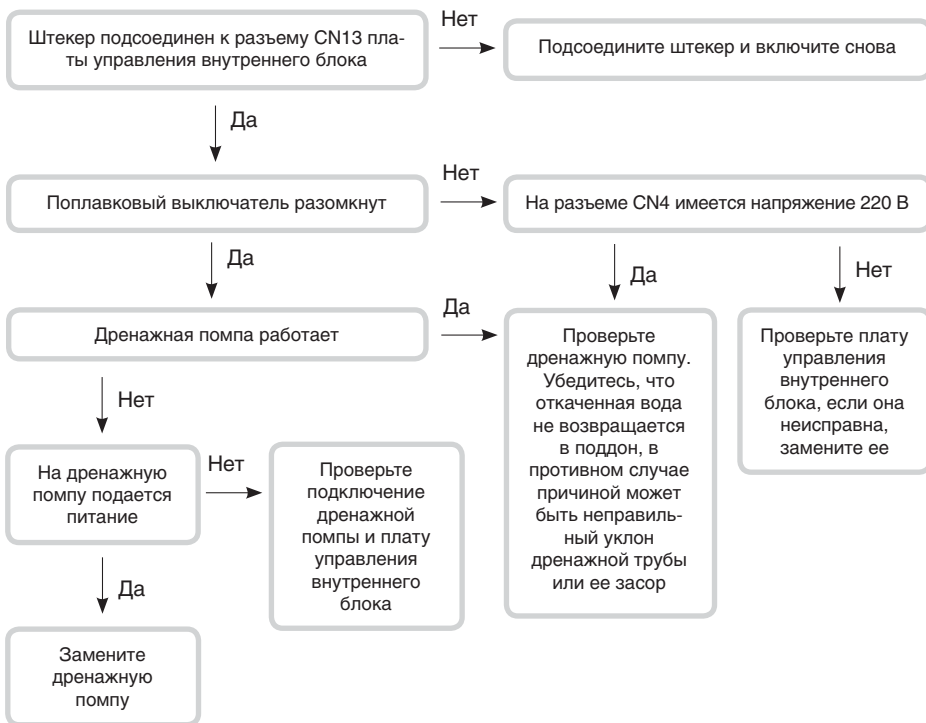 Штекер подсоединен к разъему CN13 пла-
ты управления внутреннего блока
Нет
Подсоедините штекер и включите снова
Да
Поплавковый выключатель разомкнут
Нет
На разъеме CN4 имеется напряжение 220 В
Да
Да
Нет
Дренажная помпа работает
Да
Проверьте
дренажную помпу.
Убедитесь, что
откаченная вода
не возвращается
в поддон, в
противном случае
причиной может
быть неправиль-
ный уклон
дренажной трубы
или ее засор
Проверьте плату
управления
внутреннего
блока, если она
неисправна,
замените ее
Нет
На дренажную
помпу подается
питание
Нет
Проверьте
подключение
дренажной
помпы и плату
управления
внутреннего
блока
Да
Замените
дренажную
помпу